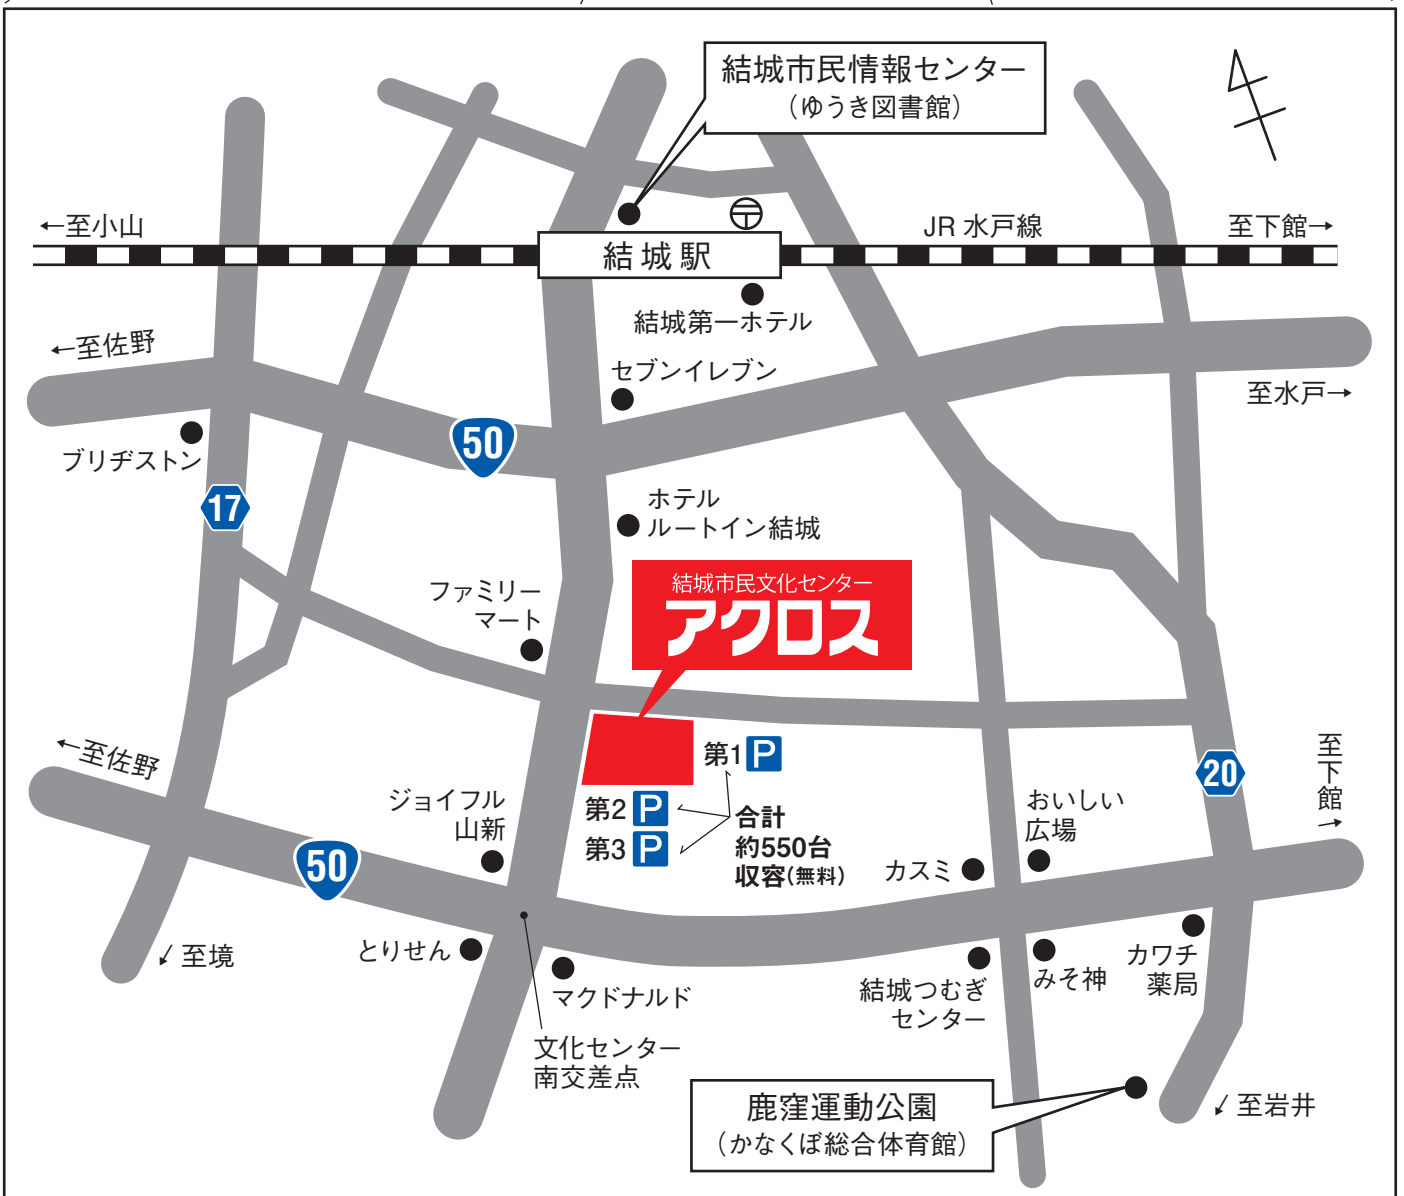 結城市民情報センター
（ゆうき図書館）
←至小山
JR 水戸線
至下館→
結城駅
結城第一ホテル
←至佐野
セブンイレブン
至水戸→
50
ブリヂストン
17
ホテル
ルートイン結城
結城市民文化センター
アクロス
ファミリー
マート
←至佐野
第1 P
第2 P
第3 P
合計
約550台
収容(無料)
ジョイフル
山新
50
おいしい
広場
カスミ
20
至下館→
↙至境
とりせん
マクドナルド
文化センター
南交差点
結城つむぎ
センター
みそ神
カワチ
薬局
鹿窪運動公園
（かなくぼ総合体育館）
↙至岩井